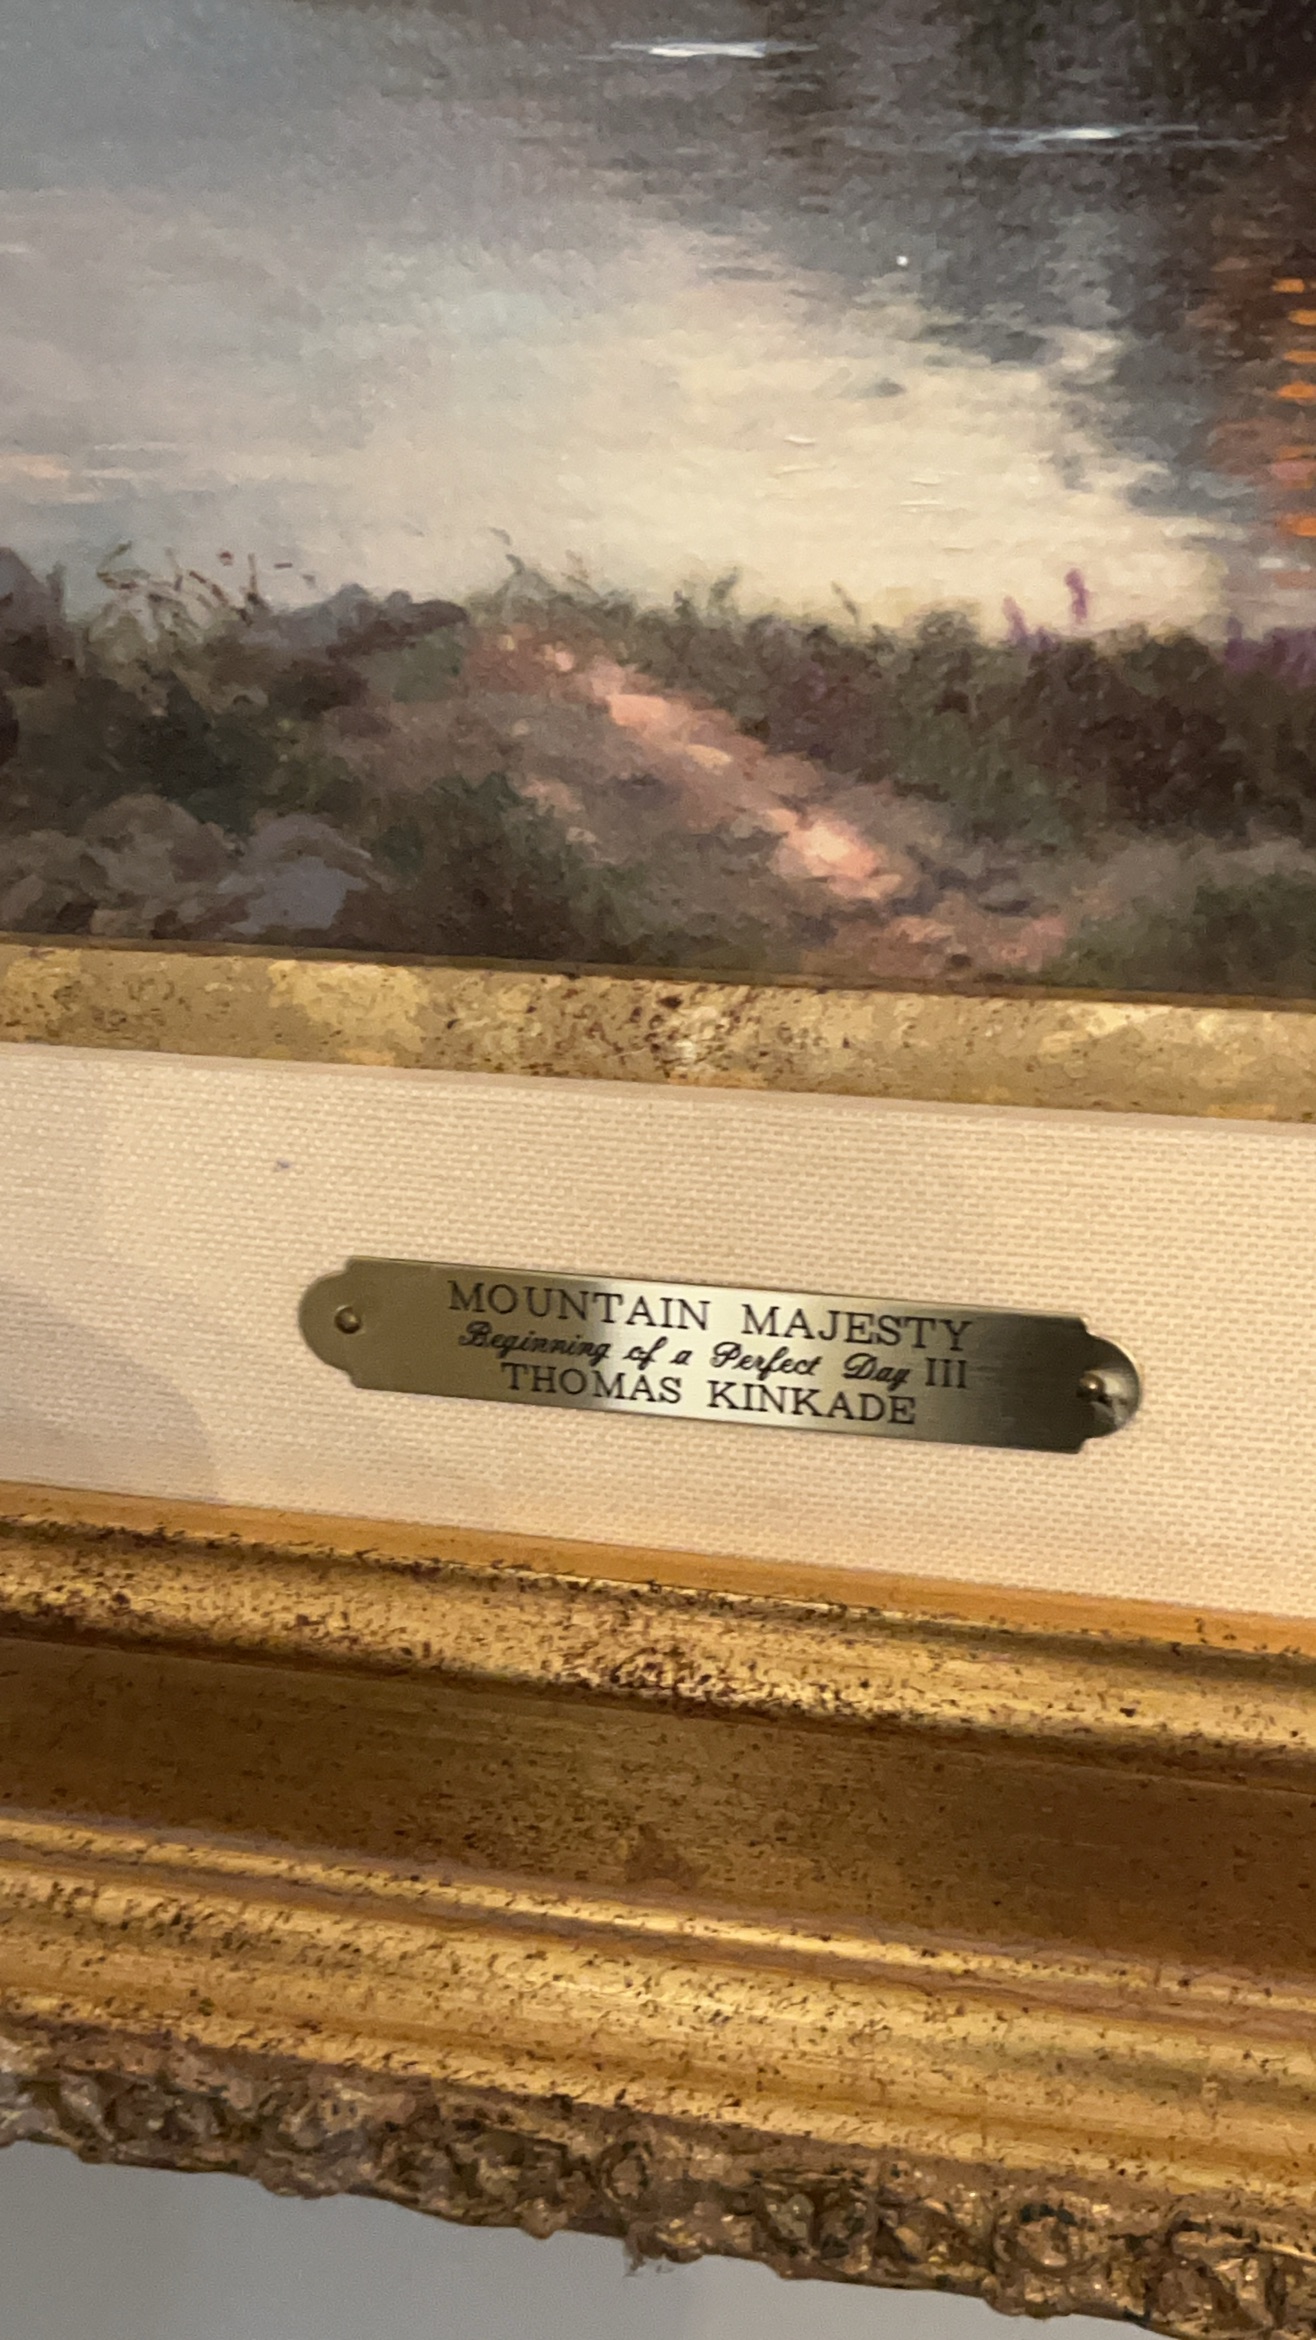 MOUNTAIN MAJESTY
Beginning of a Perfect Day III
THOMAS KINKADE